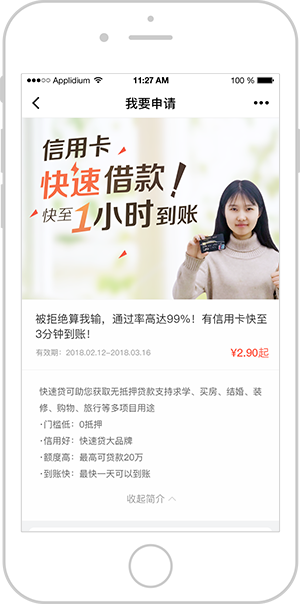 Applidium
11:27 AM
100 %
我要申请
信用卡
快速借款！
快至1小时到账
被拒绝算我输，通过率高达99%！有信用卡快至
3分钟到账！
有效期：2018.02.12~2018.03.16
¥2.90起
快速贷可助您获取无抵押贷款支持求学、买房、结婚、装
修、购物、旅行等多项目用途
·门槛低：0抵押
·信用好：快速贷大品牌
·额度高：最高可贷款20万
·到账快：最快一天可以到账
收起简介